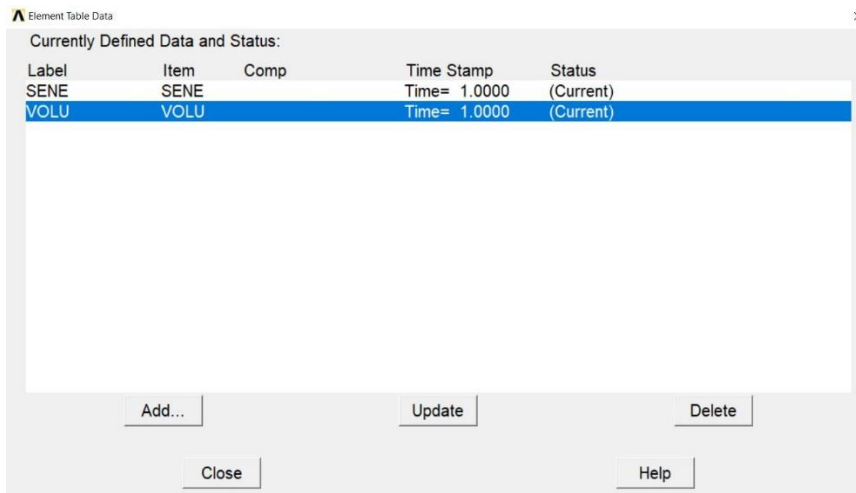 Element Table Data
Currently Defined Data and Status:
Label Item Comp Time Stamp Status
SENE SENE Time= 1.0000 (Current)
VOLU VOLU Time= 1.0000 (Current)
Add... Update Delete
Close Help